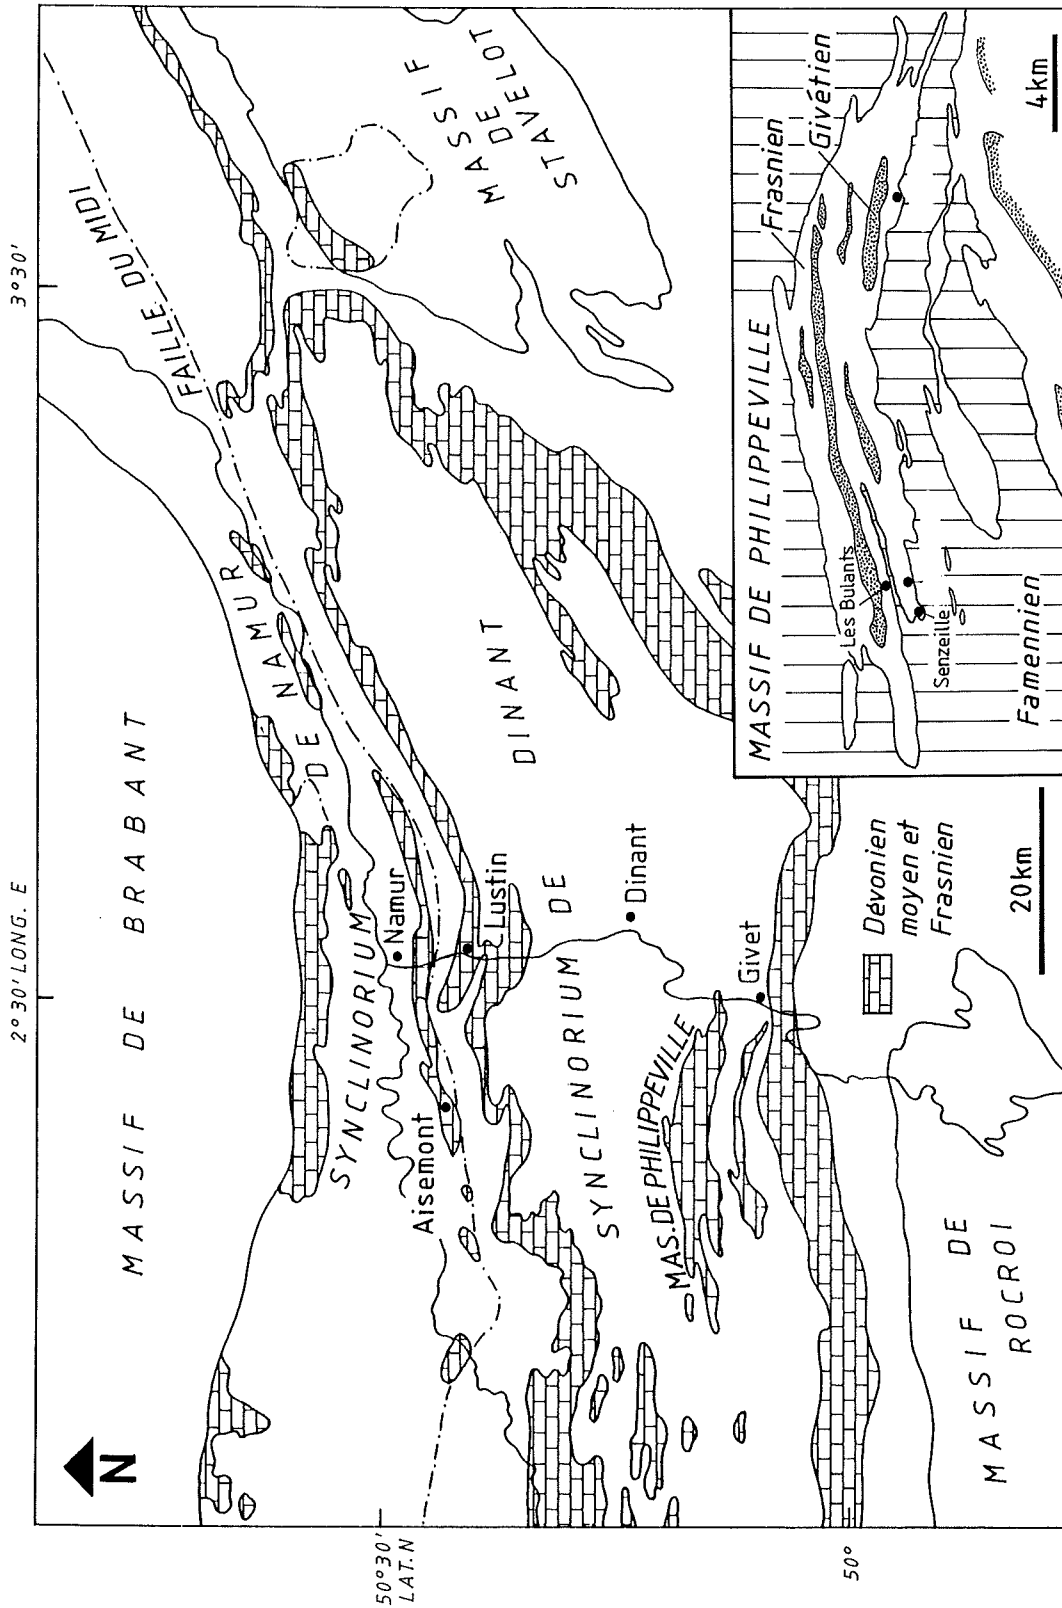 2°30' LONG. E
3°30'
50°30'
LAT.N
50°
N
MASSIF DE BRABANT
FAILLE DU MIDI
SYNCLINORIUM DE NAMUR
Namur
Aisemont
Lustin
SYNCLINORIUM DE DINANT
Dinant
MAS.DE PHILIPPEVILLE
Givet
MASSIF
DE
STAVELOT
MASSIF DE
ROCROI
Dévonien
moyen et
Frasnien
20km
MASSIF DE PHILIPPEVILLE
Frasnien
Givétien
Les Bulants
Senzeille
Famennien
4km